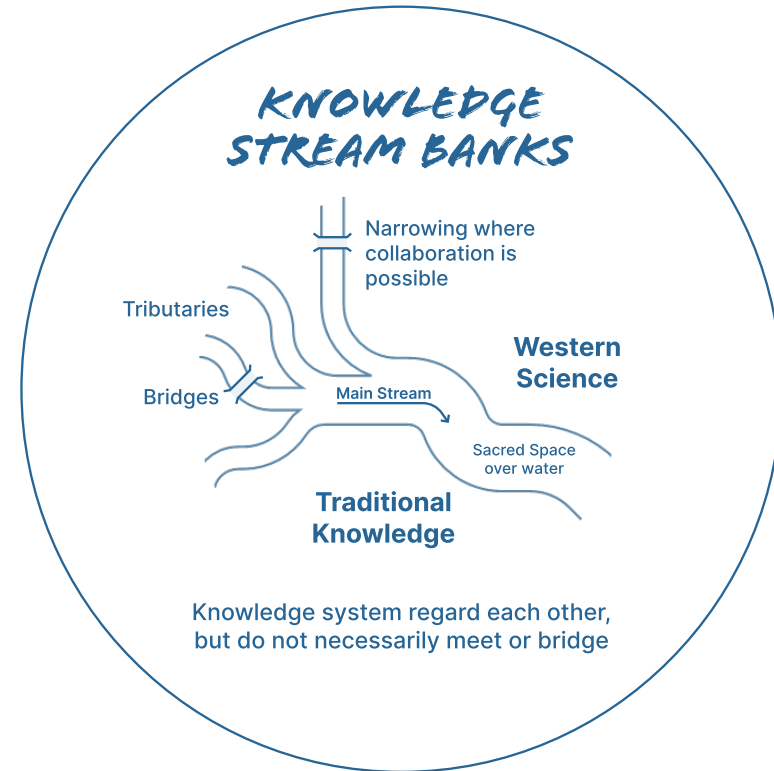 KNOWLEDGE
STREAM BANKS
Narrowing where
collaboration is
possible
Tributaries
Western
Science
Bridges
Main Stream
Sacred Space
over water
Traditional
Knowledge
Knowledge system regard each other,
but do not necessarily meet or bridge